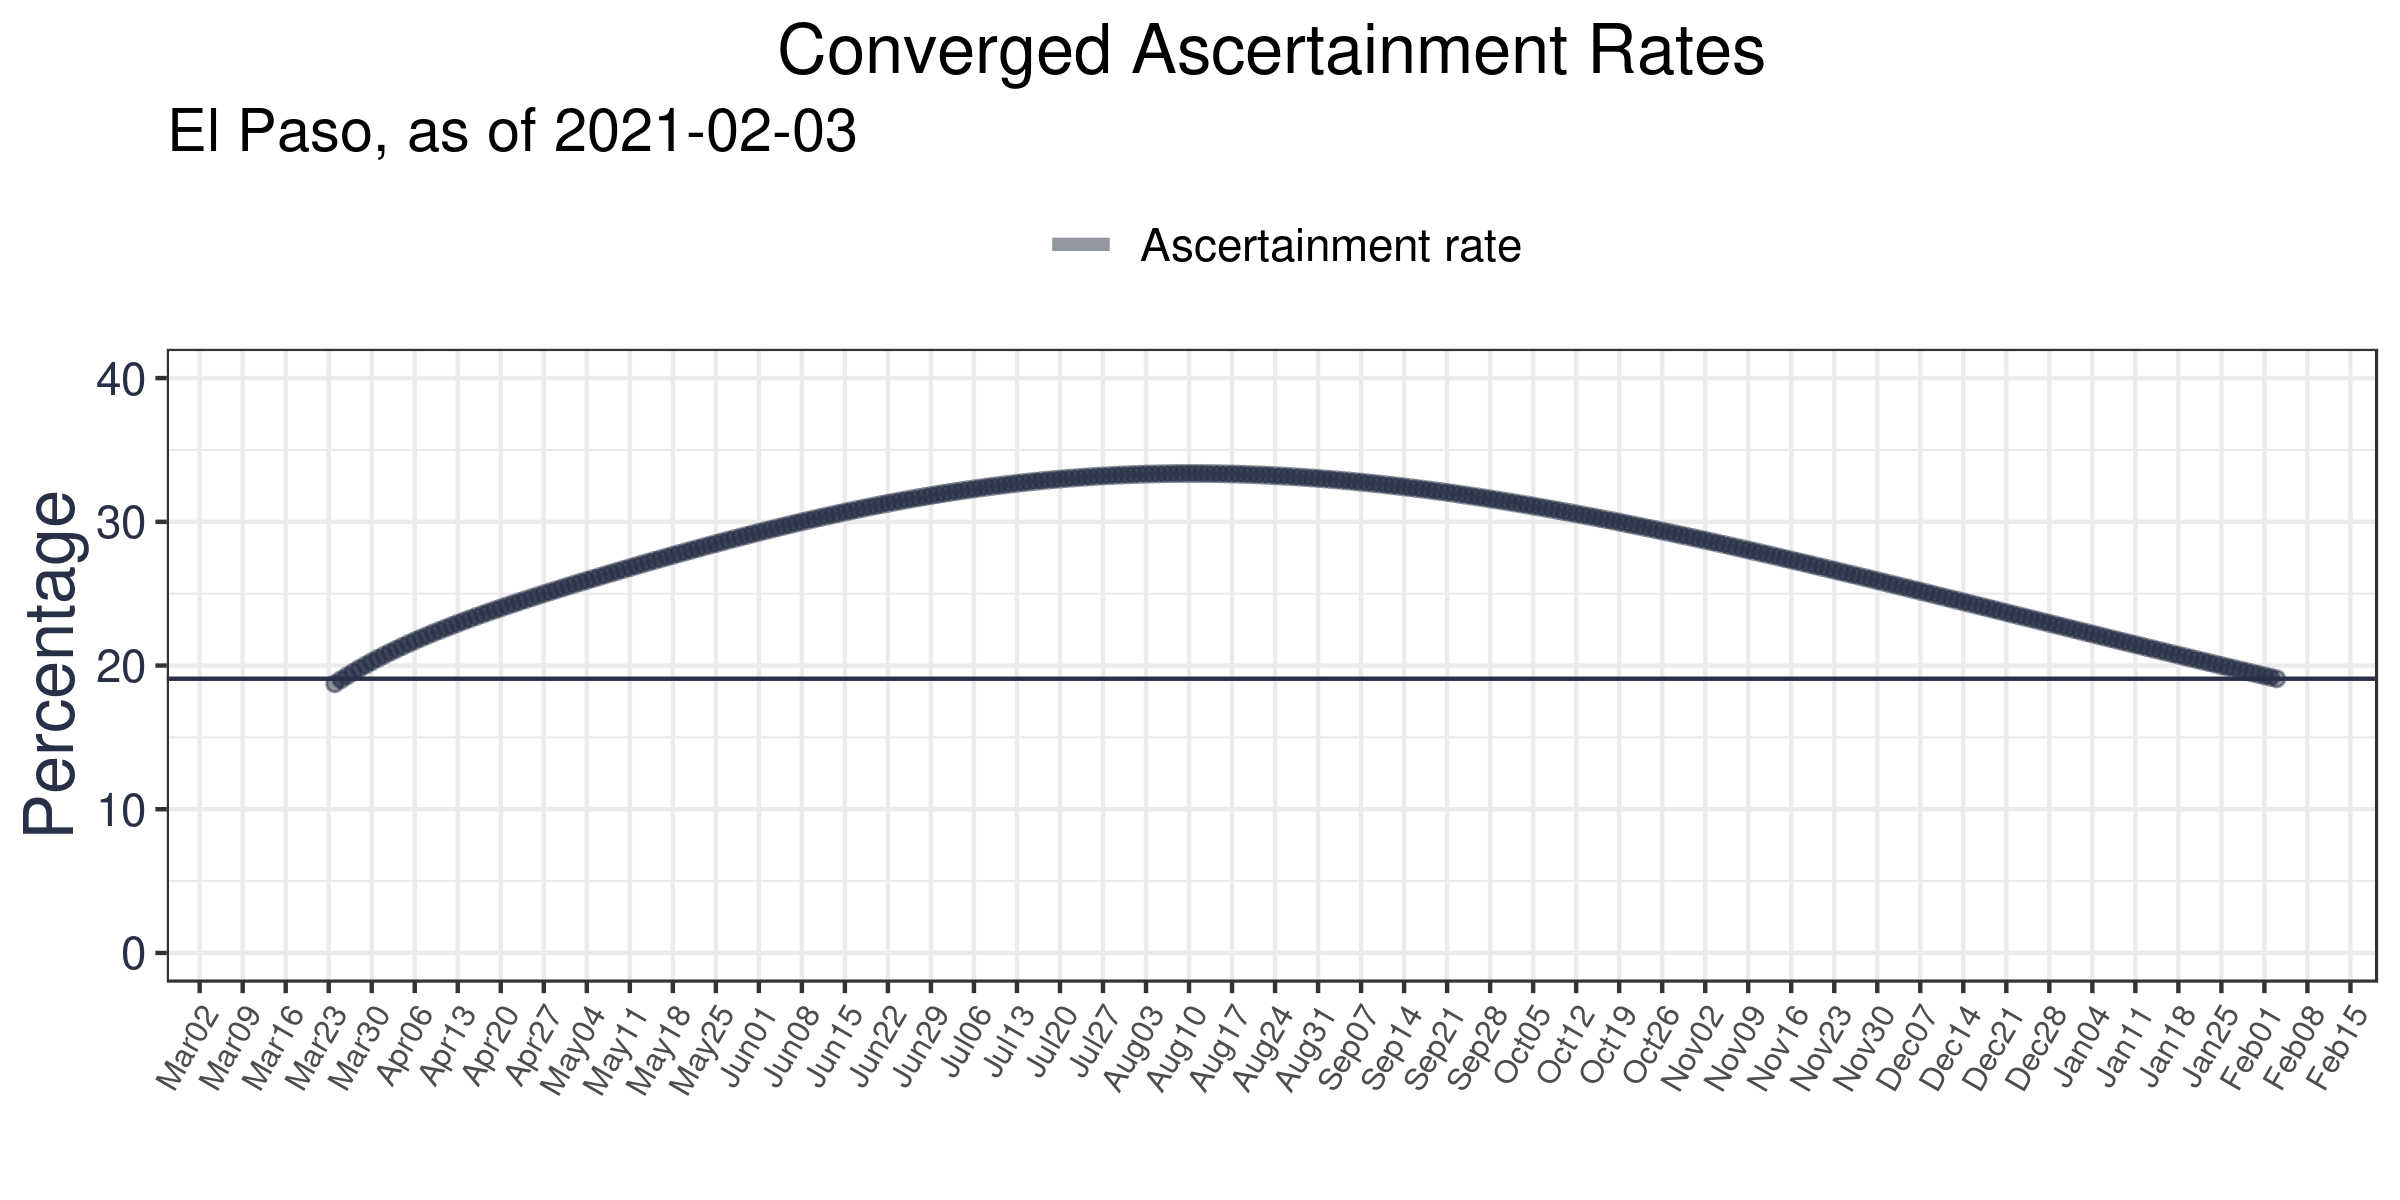 Converged Ascertainment Rates
El Paso, as of 2021-02-03
Ascertainment rate
Percentage
40
30
20
10
0
Mar02 Mar09 Mar16 Mar23 Mar30 Apr06 Apr13 Apr20 Apr27 May04 May11 May18 May25 Jun01 Jun08 Jun15 Jun22 Jun29 Jul06 Jul13 Jul20 Jul27 Aug03 Aug10 Aug17 Aug24 Aug31 Sep07 Sep14 Sep21 Sep28 Oct05 Oct12 Oct19 Oct26 Nov02 Nov09 Nov16 Nov23 Nov30 Dec07 Dec14 Dec21 Dec28 Jan04 Jan11 Jan18 Jan25 Feb01 Feb08 Feb15